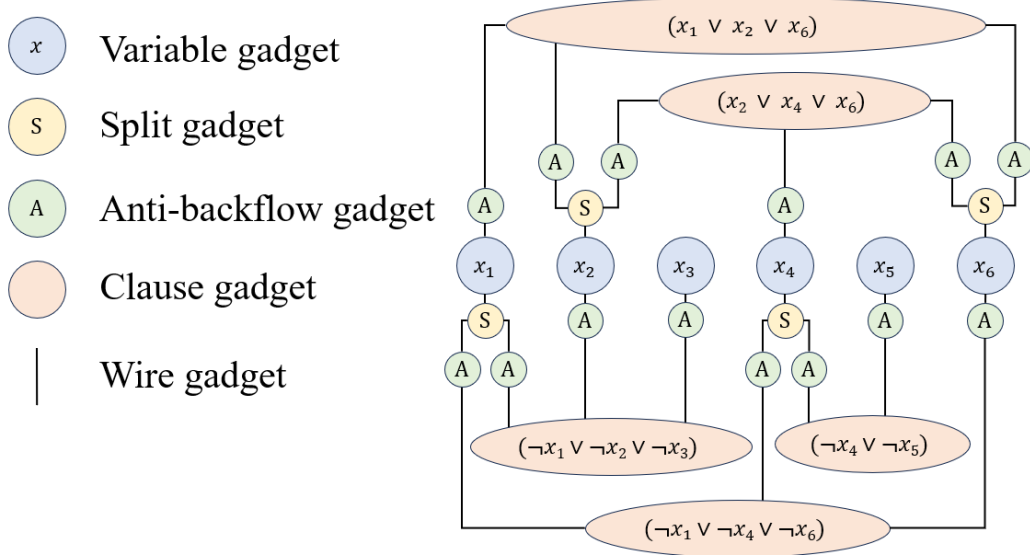 x Variable gadget
S Split gadget
A Anti-backflow gadget
Clause gadget
Wire gadget
(x₁ ∨ x₂ ∨ x₆)
(x₂ ∨ x₄ ∨ x₆)
A A A A
A S A S
x₁ x₂ x₃ x₄ x₅ x₆
S A A S A A
A A A A
(¬x₁ ∨ ¬x₂ ∨ ¬x₃) (¬x₄ ∨ ¬x₅)
(¬x₁ ∨ ¬x₄ ∨ ¬x₆)